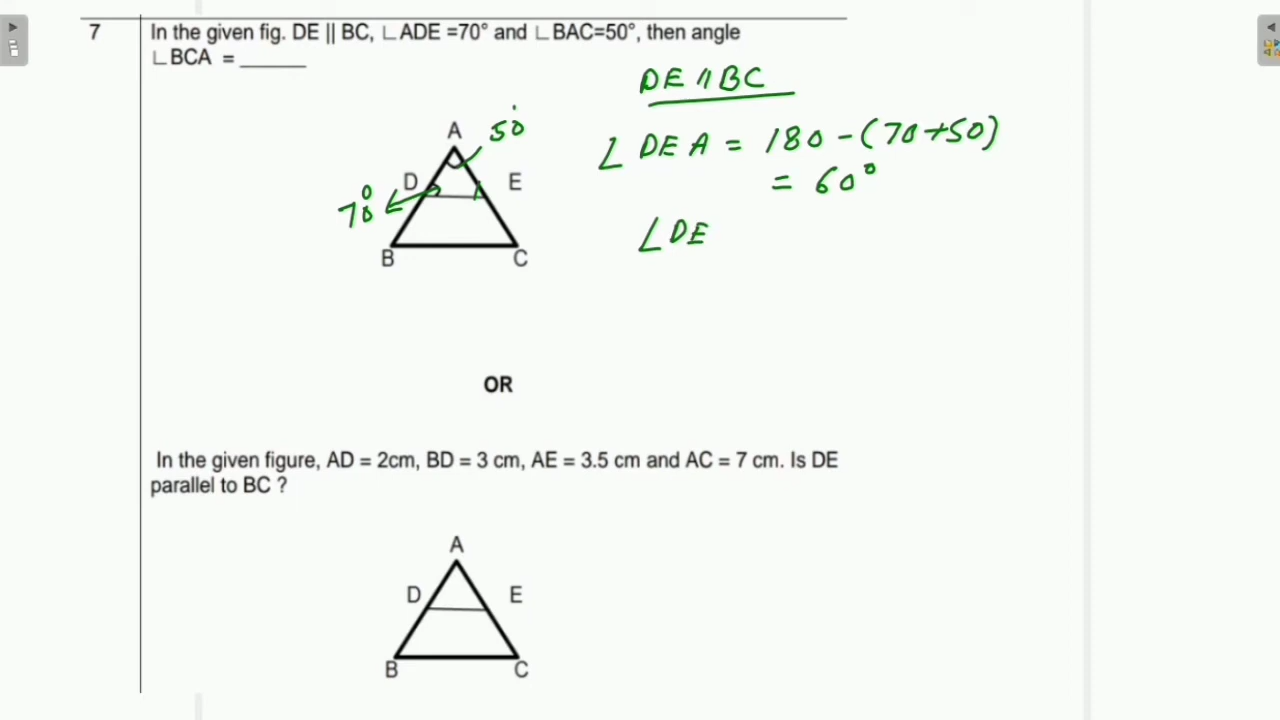 7 In the given fig. DE || BC, ∟ADE =70° and ∟BAC=50°, then angle
∟BCA = ______
DE || BC
A 50°
∠ DEA = 180 - (70+50)
D E
70°
= 60°
∠ DE
B C
OR
In the given figure, AD = 2cm, BD = 3 cm, AE = 3.5 cm and AC = 7 cm. Is DE
parallel to BC ?
A
D E
B C